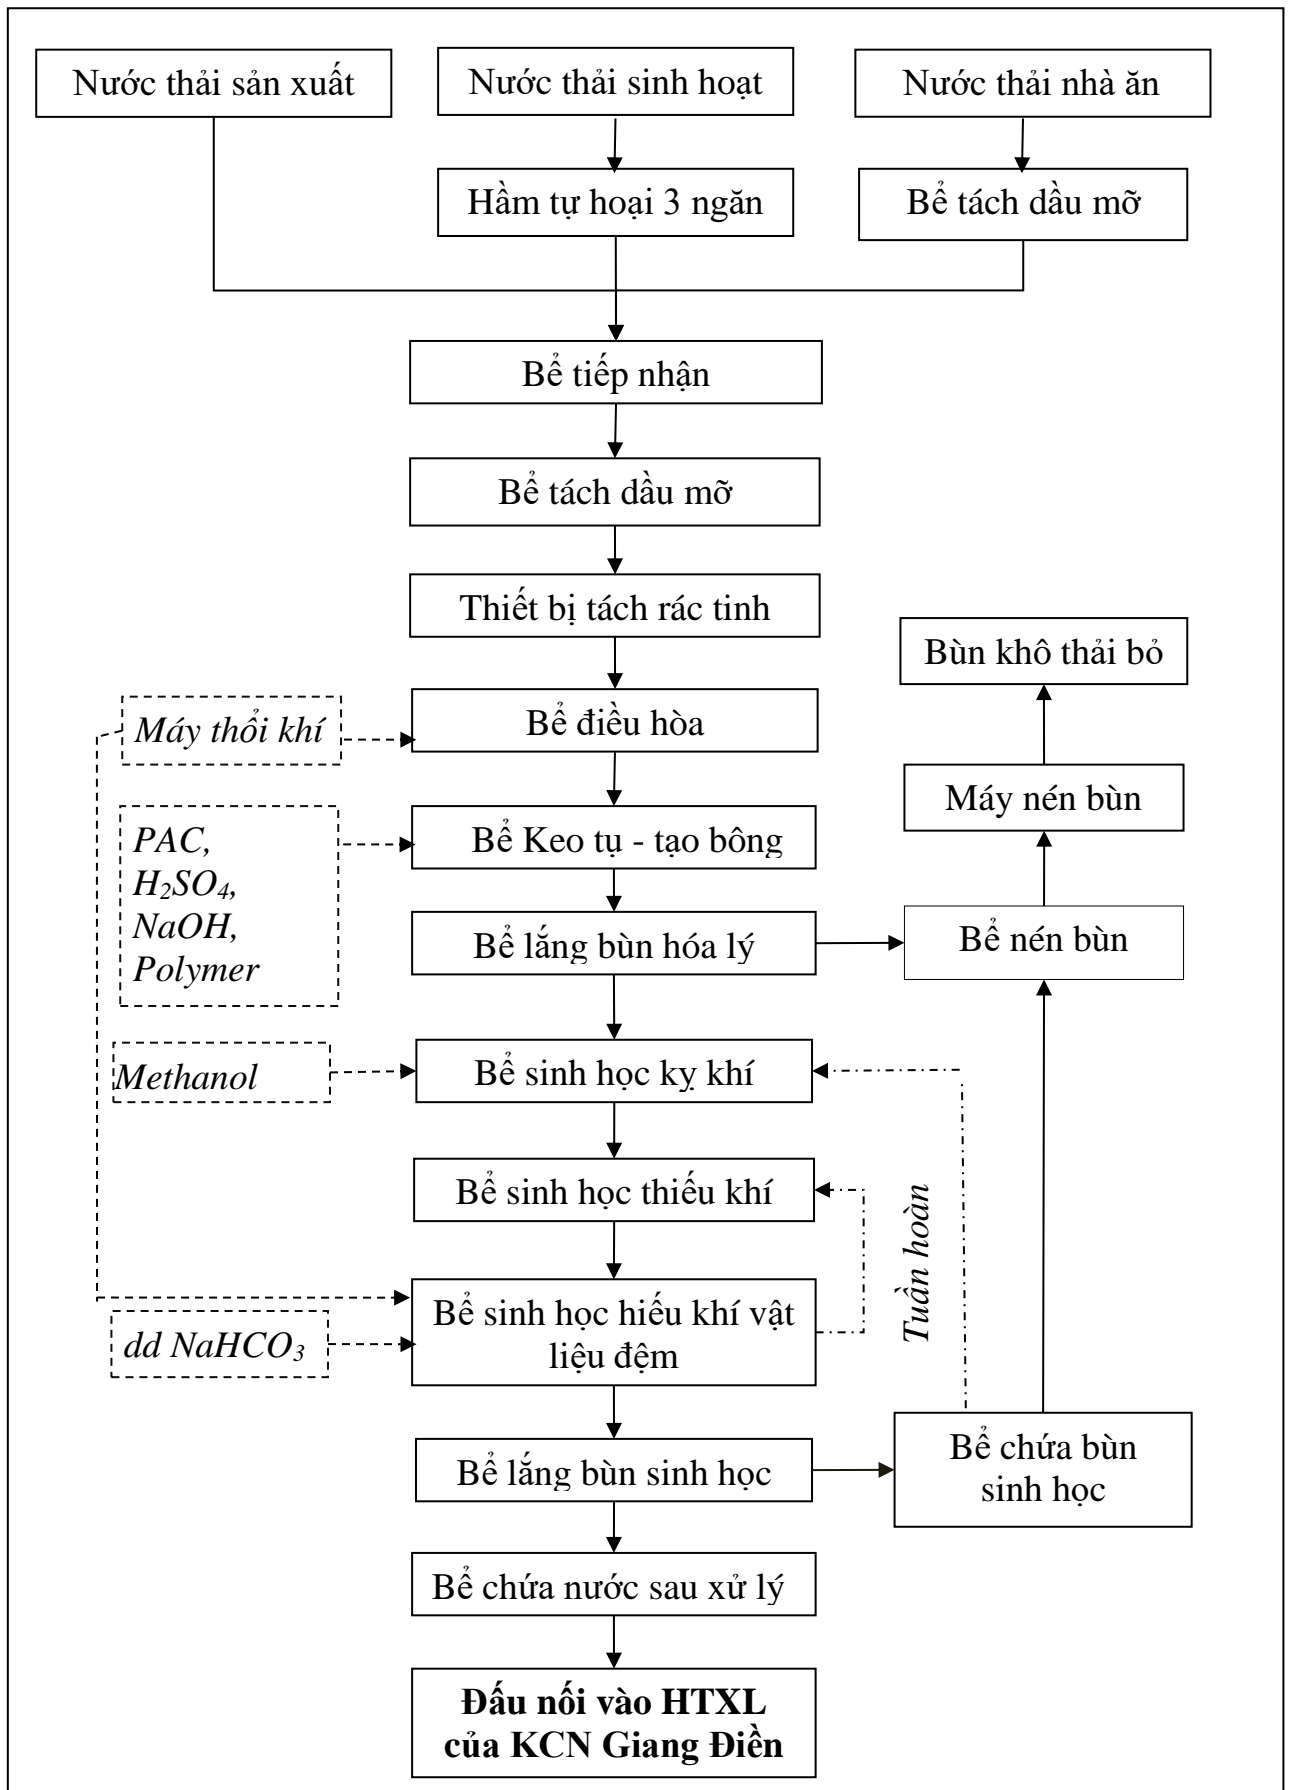 Nước thải sản xuất
Nước thải sinh hoạt
Nước thải nhà ăn
Hầm tự hoại 3 ngăn
Bể tách dầu mỡ
Bể tiếp nhận
Bể tách dầu mỡ
Thiết bị tách rác tinh
Bùn khô thải bỏ
Máy thổi khí
Bể điều hòa
Máy nén bùn
PAC,
H₂SO₄,
NaOH,
Polymer
Bể Keo tụ - tạo bông
Bể lắng bùn hóa lý
Bể nén bùn
Methanol
Bể sinh học kỵ khí
Bể sinh học thiếu khí
Tuần hoàn
Bể sinh học hiếu khí vật
liệu đệm
dd NaHCO₃
Bể lắng bùn sinh học
Bể chứa bùn
sinh học
Bể chứa nước sau xử lý
Đấu nối vào HTXL
của KCN Giang Điền